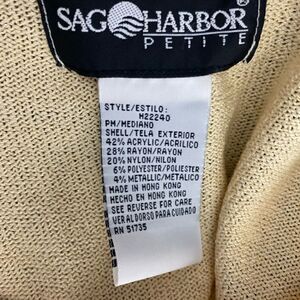 SAG HARBOR®
PETITE
STYLE/ESTILO:
H22240
PM/MEDIANO
SHELL/TELA EXTERIOR
42% ACRYLIC/ACRILICO
28% RAYON/RAYON
20% NYLON/NILON
6% POLYESTER/POLIESTER
4% METALLIC/METALICO
MADE IN HONG KONG
HECHO EN HONG KONG
SEE REVERSE FOR CARE
VER AL DORSO PARA CUIDADO
RN 51735